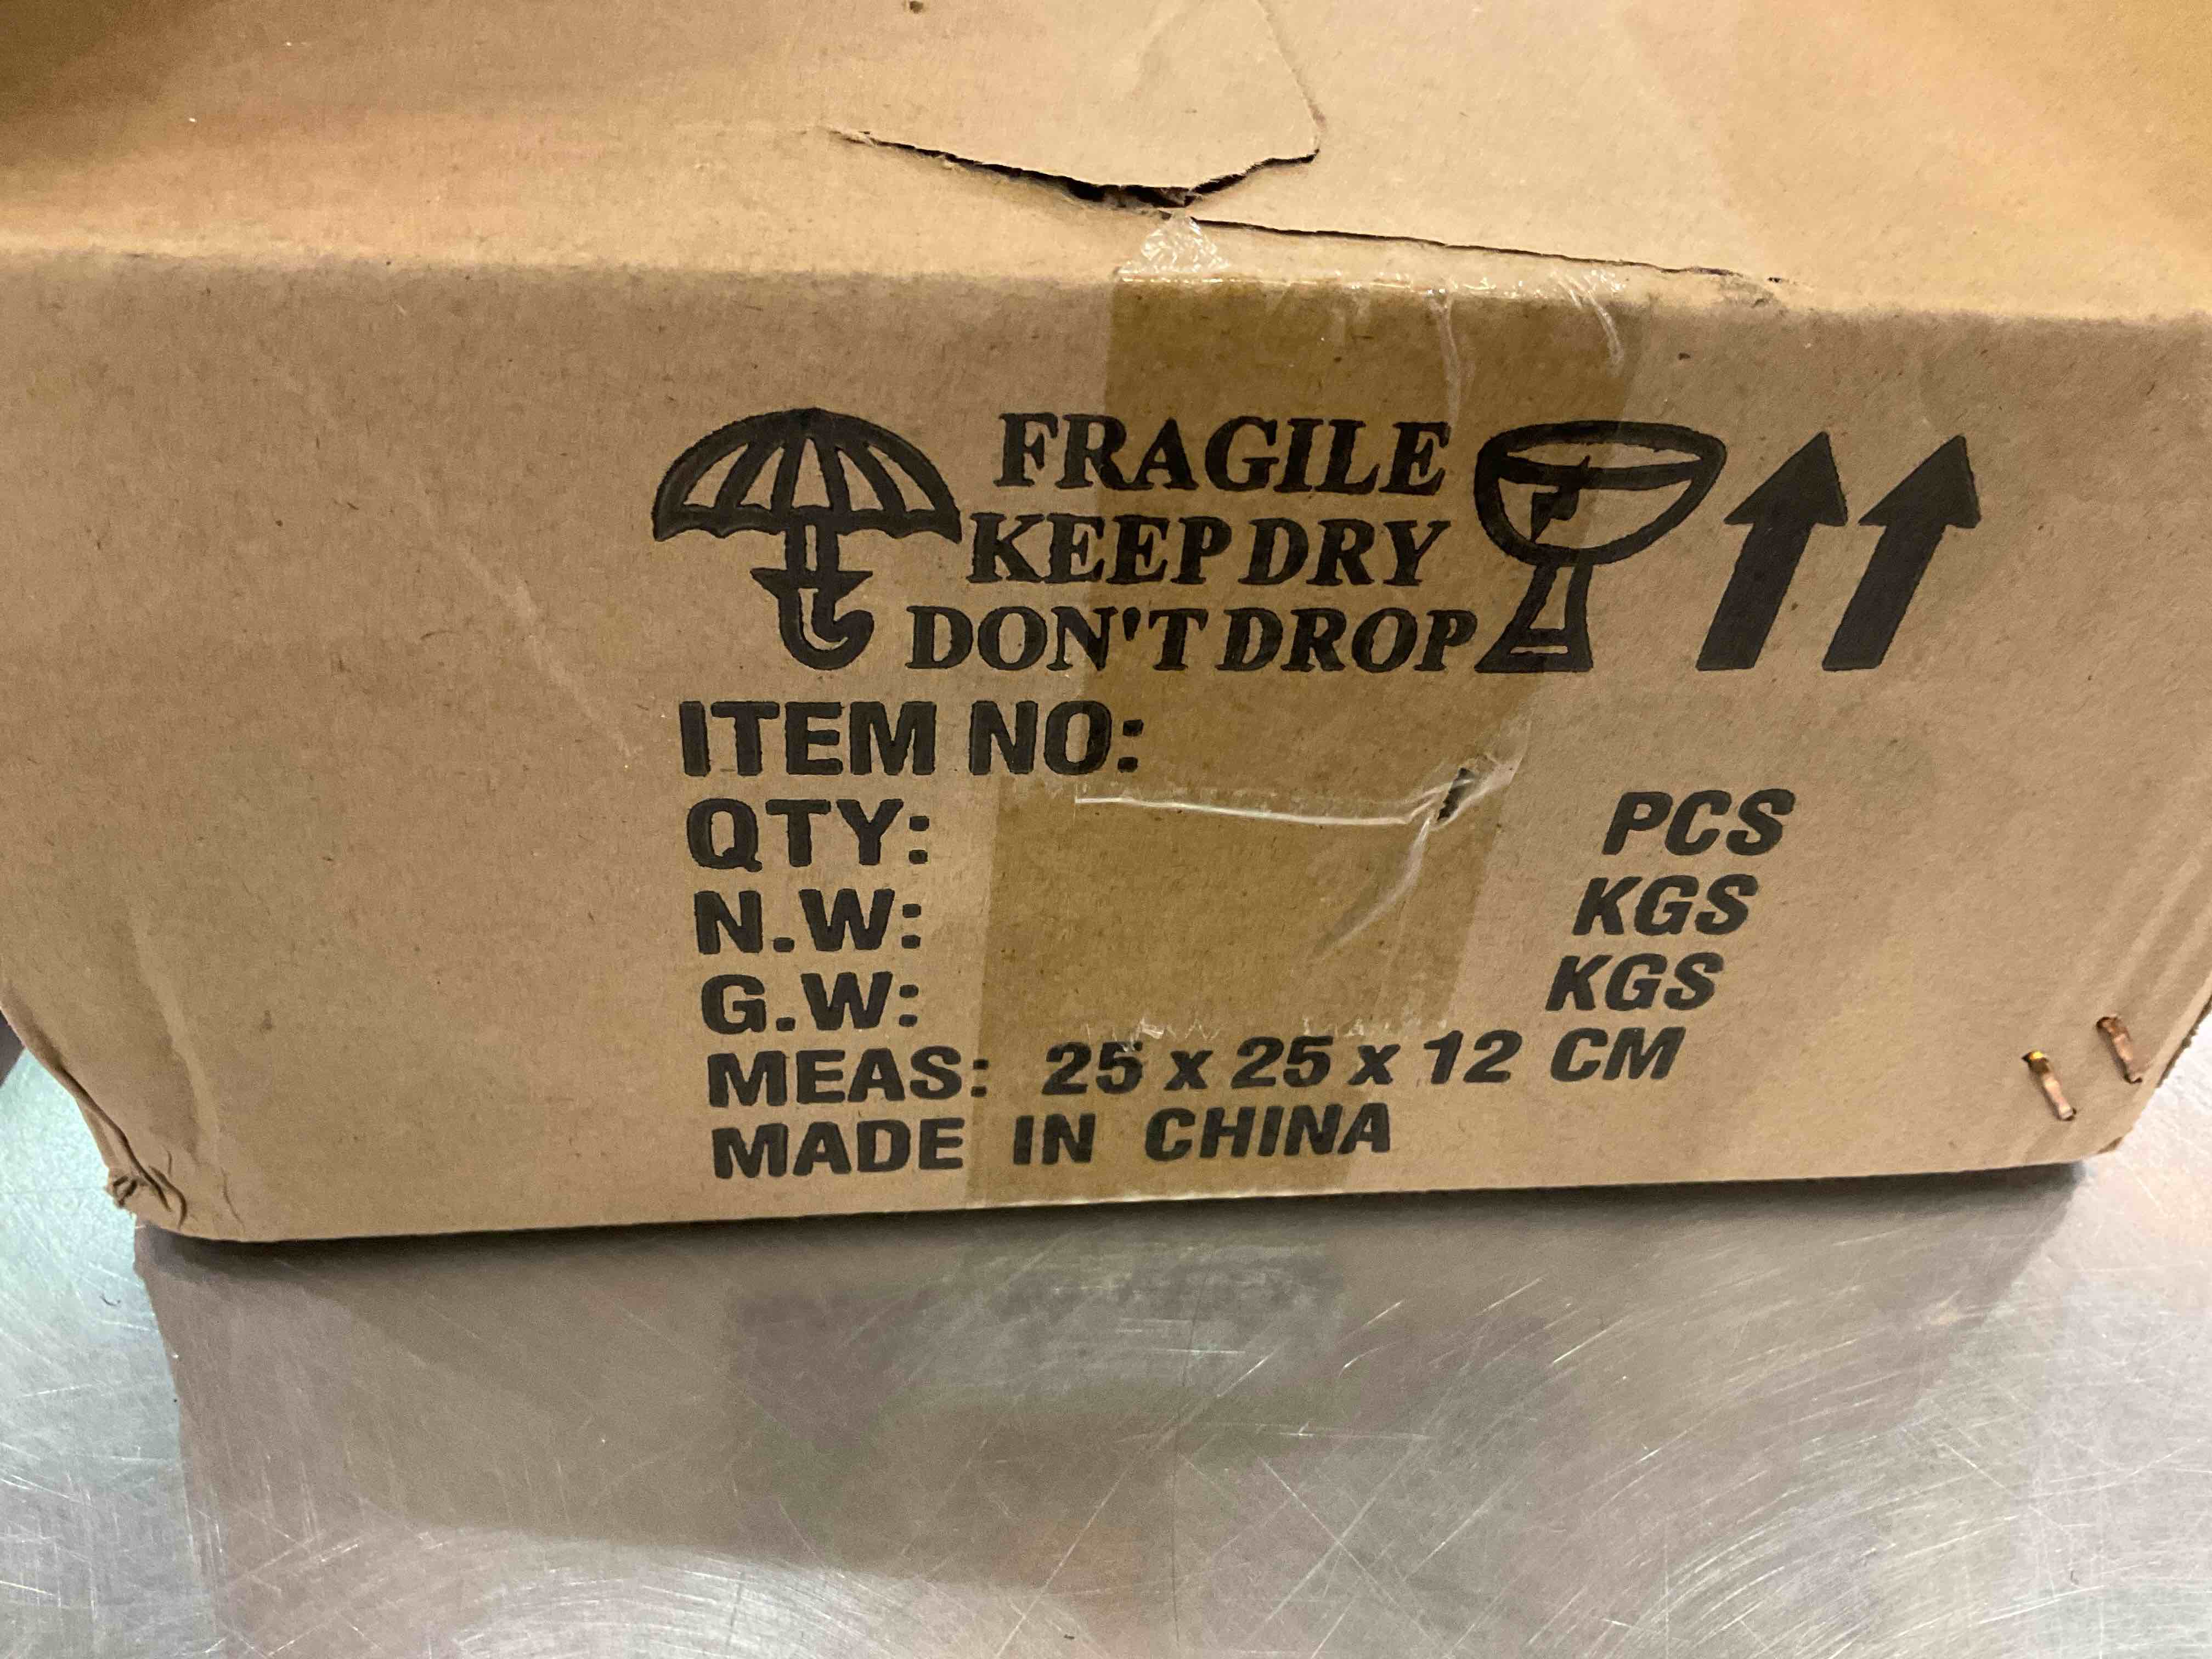 FRAGILE
KEEP DRY
DON'T DROP
ITEM NO:
QTY: PCS
N.W: KGS
G.W: KGS
MEAS: 25 x 25 x 12 CM
MADE IN CHINA